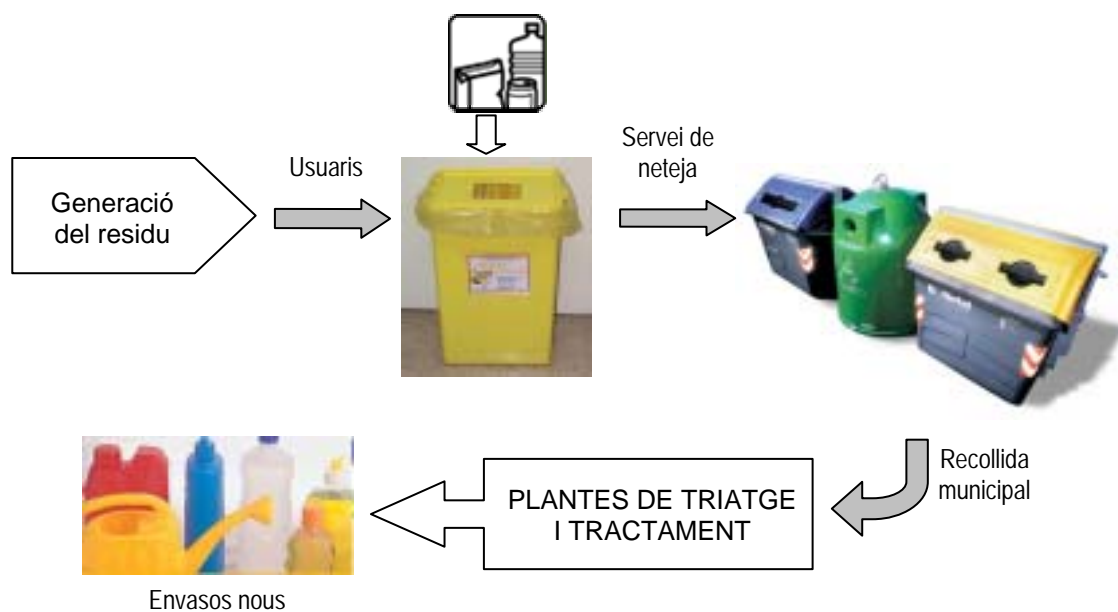 Usuaris
Servei de
neteja
Generació
del residu
Recollida
municipal
PLANTES DE TRIATGE
I TRACTAMENT
Envasos nous